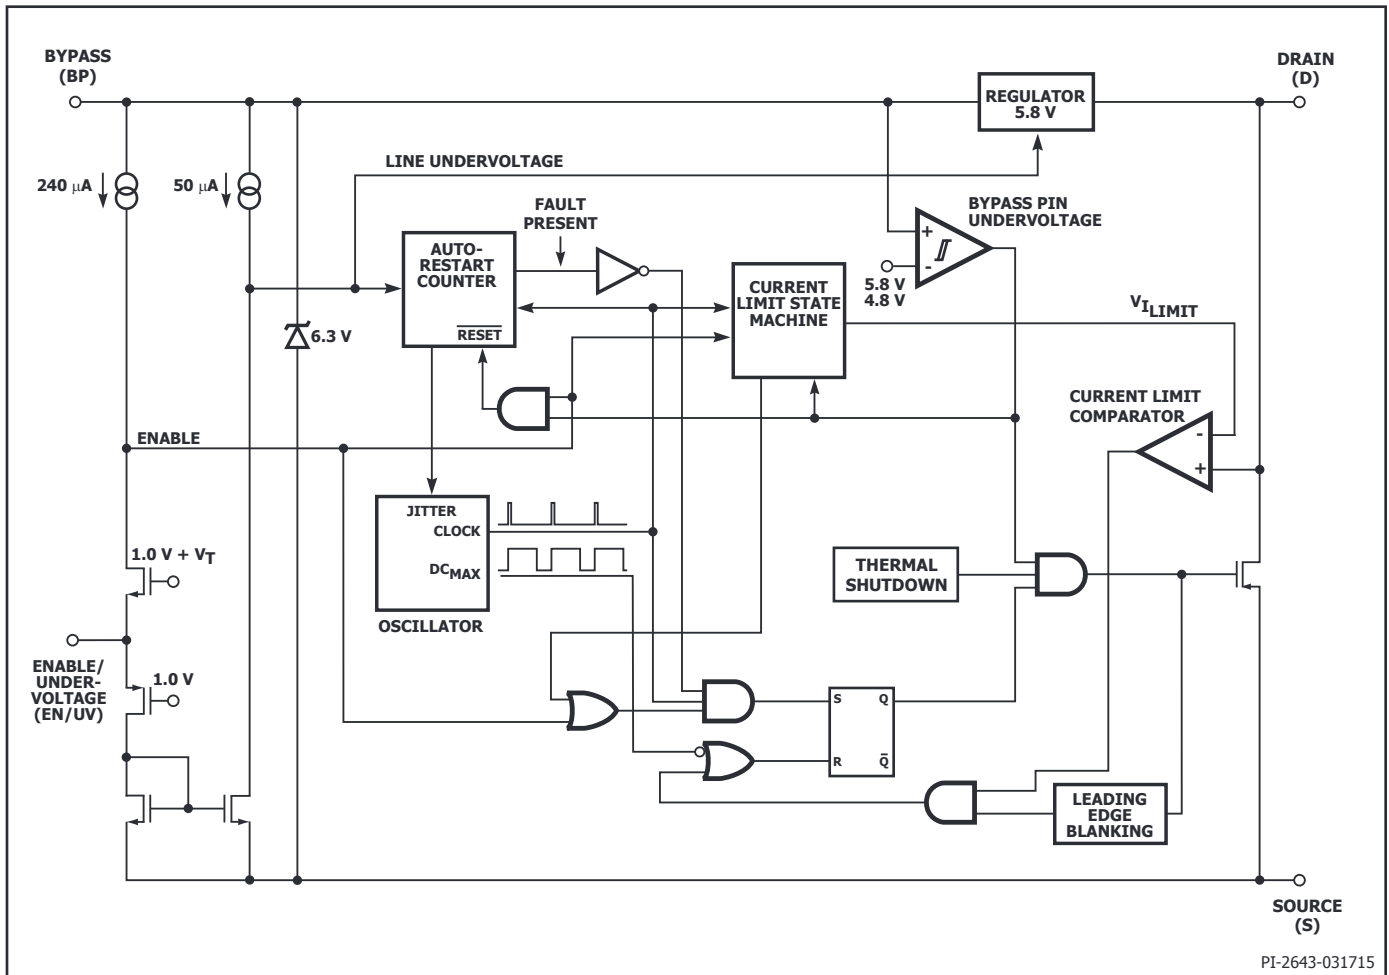 BYPASS
(BP)
DRAIN
(D)
REGULATOR
5.8 V
LINE UNDERVOLTAGE
240 μA
50 μA
FAULT
PRESENT
BYPASS PIN
UNDERVOLTAGE
+
-
5.8 V
4.8 V
AUTO-
RESTART
COUNTER
RESET
CURRENT
LIMIT STATE
MACHINE
VILIMIT
6.3 V
CURRENT LIMIT
COMPARATOR
-
+
ENABLE
JITTER
CLOCK
DCMAX
OSCILLATOR
1.0 V + VT
THERMAL
SHUTDOWN
ENABLE/
UNDER-
VOLTAGE
(EN/UV)
1.0 V
S Q
R Q̄
LEADING
EDGE
BLANKING
SOURCE
(S)
PI-2643-031715